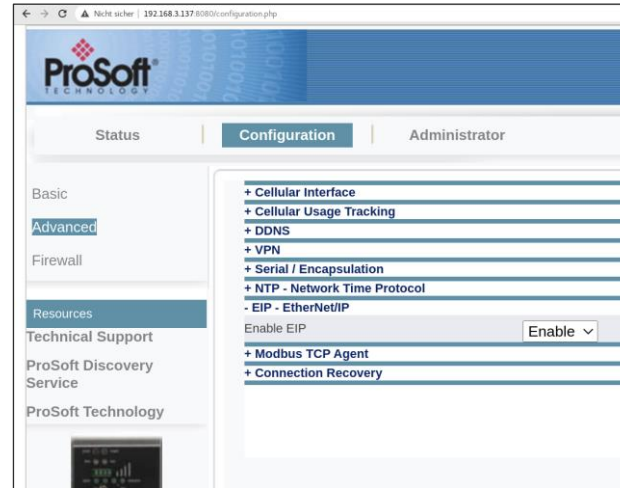 Nicht sicher | 192.168.3.137:8080/configuration.php
ProSoft®
TECHNOLOGY
Status | Configuration | Administrator
Basic
Advanced
Firewall
Resources
Technical Support
ProSoft Discovery
Service
ProSoft Technology
+ Cellular Interface
+ Cellular Usage Tracking
+ DDNS
+ VPN
+ Serial / Encapsulation
+ NTP - Network Time Protocol
- EIP - EtherNet/IP
Enable EIP Enable
+ Modbus TCP Agent
+ Connection Recovery